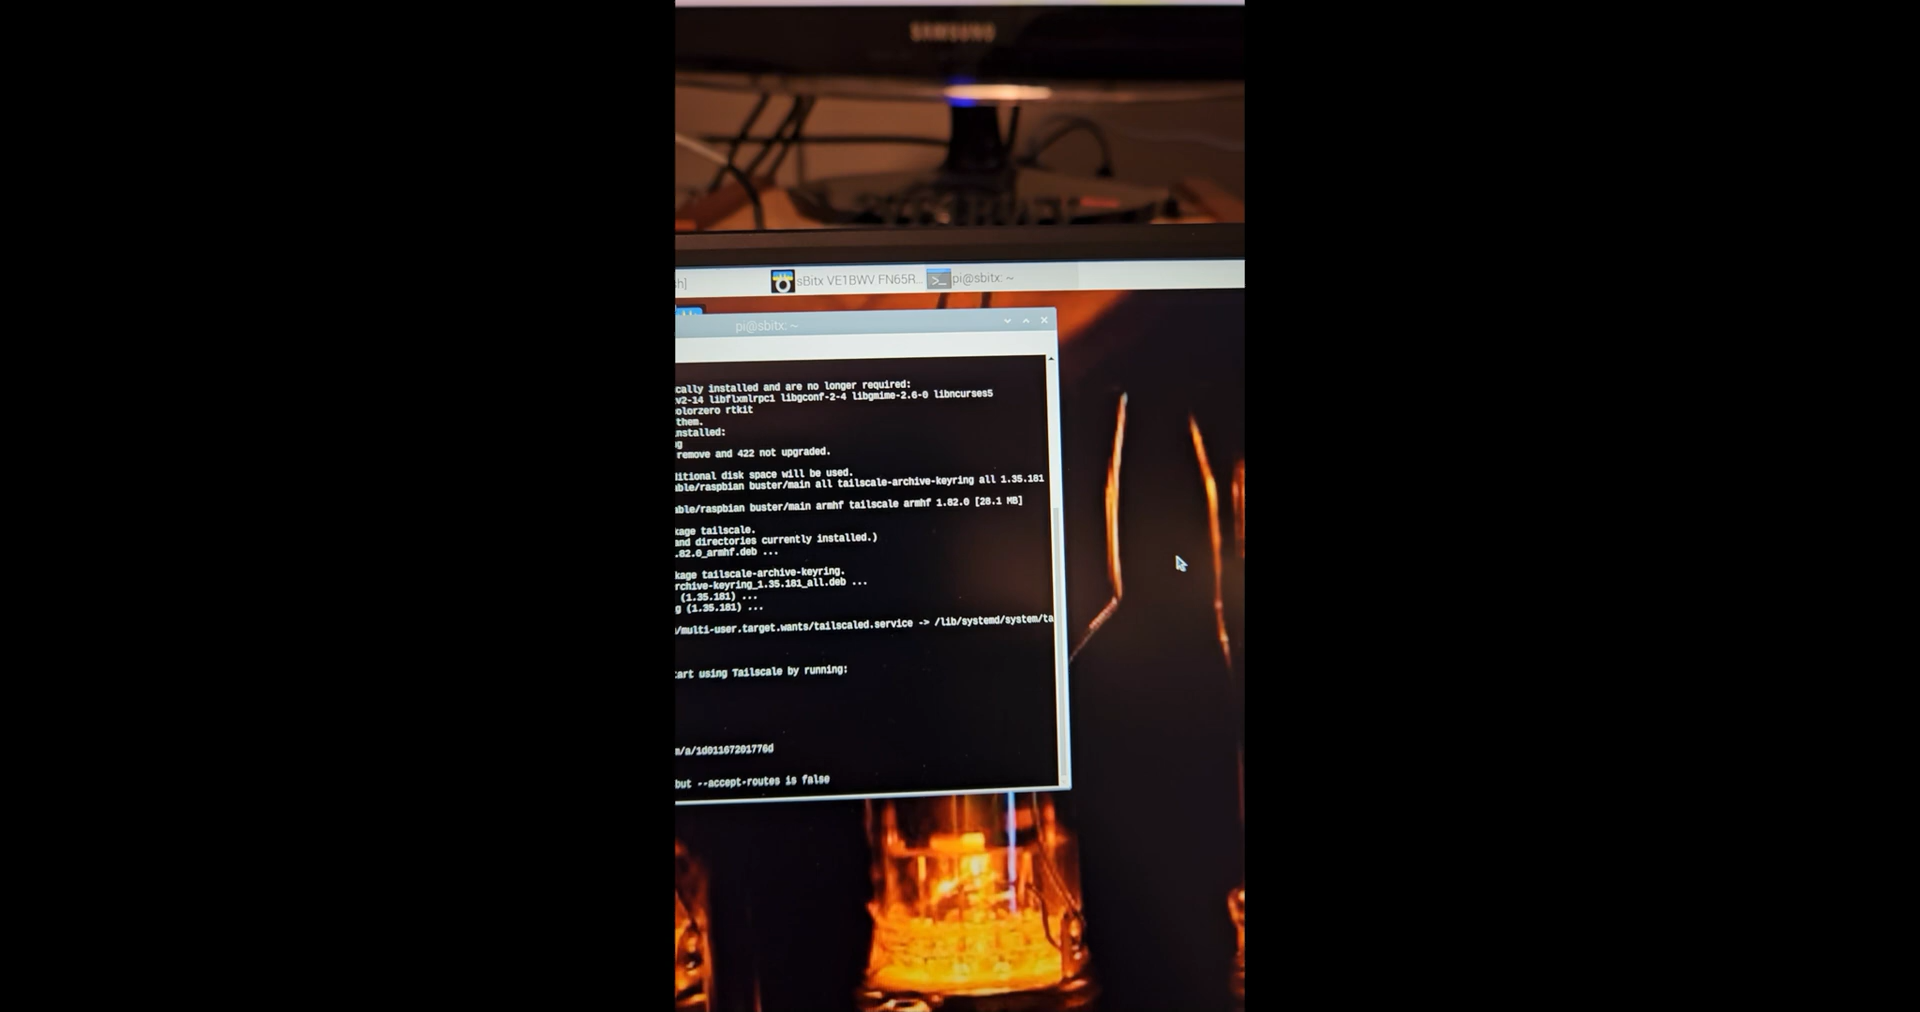 SAMSUNG
sh]
sBitx VE1BWV FN65R...
pi@sbitx: ~
pi@sbitx: ~
cally installed and are no longer required:
v2-14 libflxmlrpc1 libgconf-2-4 libgmime-2.6-0 libncurses5
olorzero rtkit
them.
nstalled:
g
remove and 422 not upgraded.
ditional disk space will be used.
able/raspbian buster/main all tailscale-archive-keyring all 1.35.181
able/raspbian buster/main armhf tailscale armhf 1.82.0 [28.1 MB]
kage tailscale.
and directories currently installed.)
.82.0_armhf.deb ...
kage tailscale-archive-keyring.
rchive-keyring_1.35.181_all.deb ...
(1.35.181) ...
g (1.35.181) ...
/multi-user.target.wants/tailscaled.service -> /lib/systemd/system/ta
tart using Tailscale by running:
m/a/1d01107201776d
but --accept-routes is false